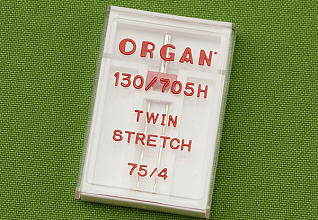 ORGAN
130/705H
TWIN
STRETCH
75/4